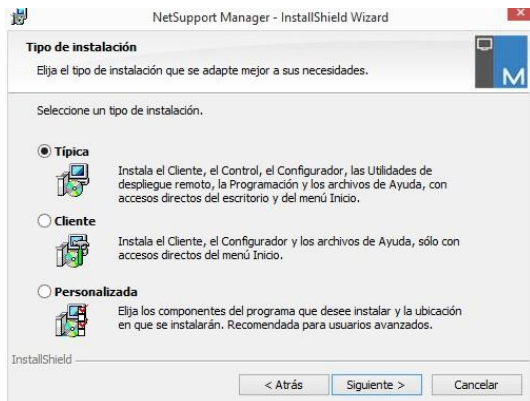 NetSupport Manager - InstallShield Wizard
Tipo de instalación
Elija el tipo de instalación que se adapte mejor a sus necesidades.
M
Seleccione un tipo de instalación.
Típica
Instala el Cliente, el Control, el Configurador, las Utilidades de
despliegue remoto, la Programación y los archivos de Ayuda, con
accesos directos del escritorio y del menú Inicio.
Cliente
Instala el Cliente, el Configurador y los archivos de Ayuda, sólo con
accesos directos del menú Inicio.
Personalizada
Elija los componentes del programa que desee instalar y la ubicación
en que se instalarán. Recomendada para usuarios avanzados.
InstallShield
< Atrás Siguiente > Cancelar